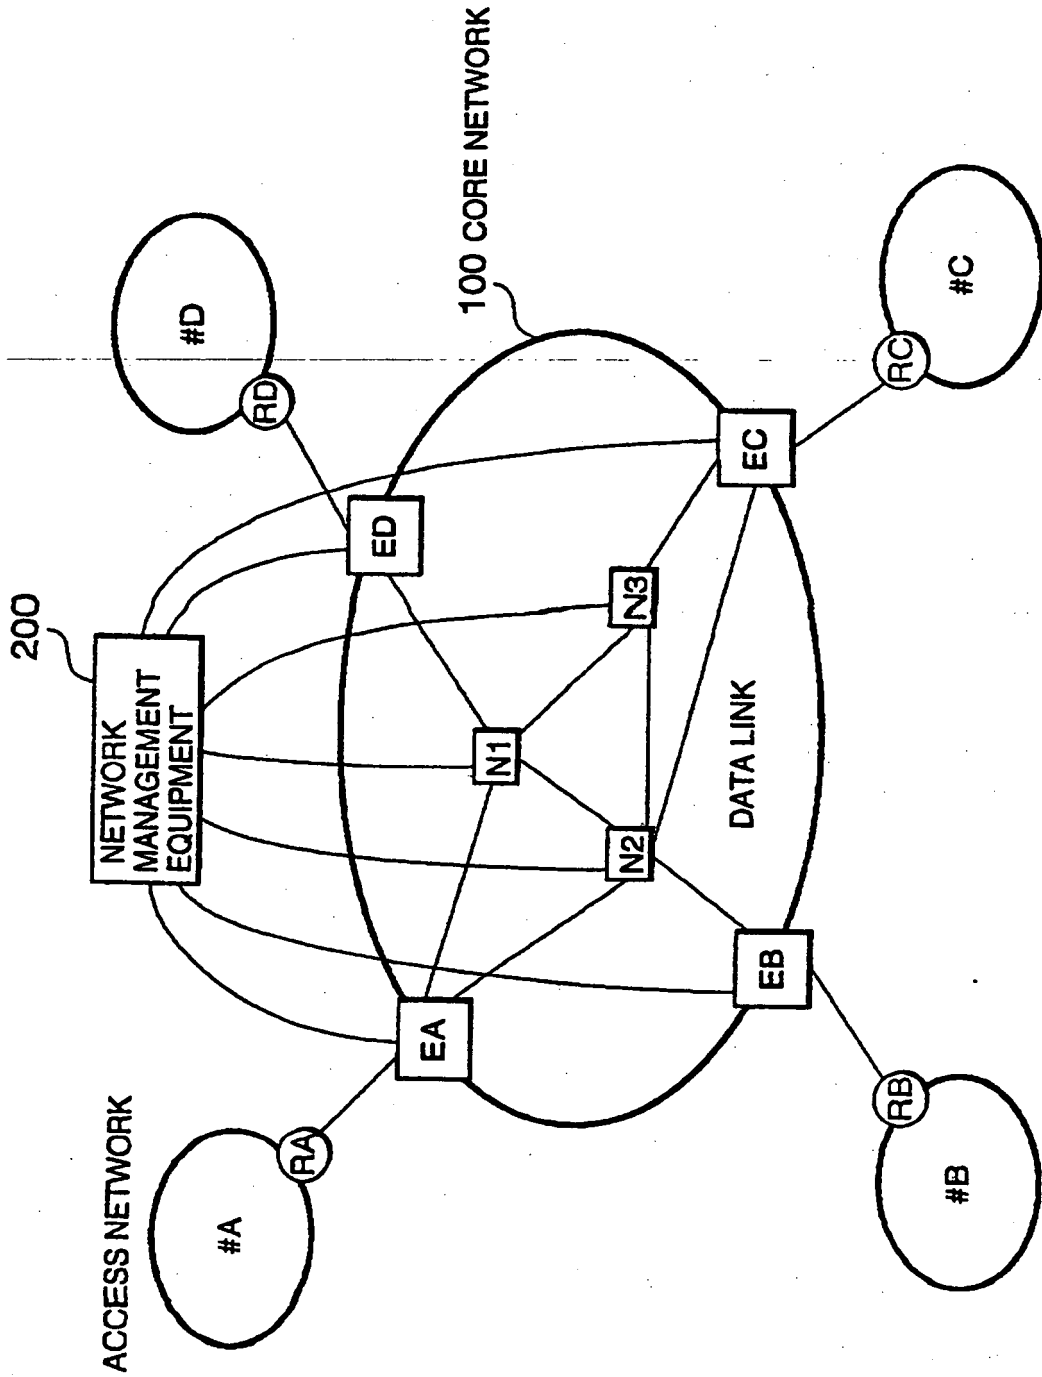 200
NETWORK
MANAGEMENT
EQUIPMENT
ACCESS NETWORK
#A
RA
#D
RD
100 CORE NETWORK
EA
ED
N1
N2
N3
DATA LINK
EB
EC
RB
#B
RC
#C